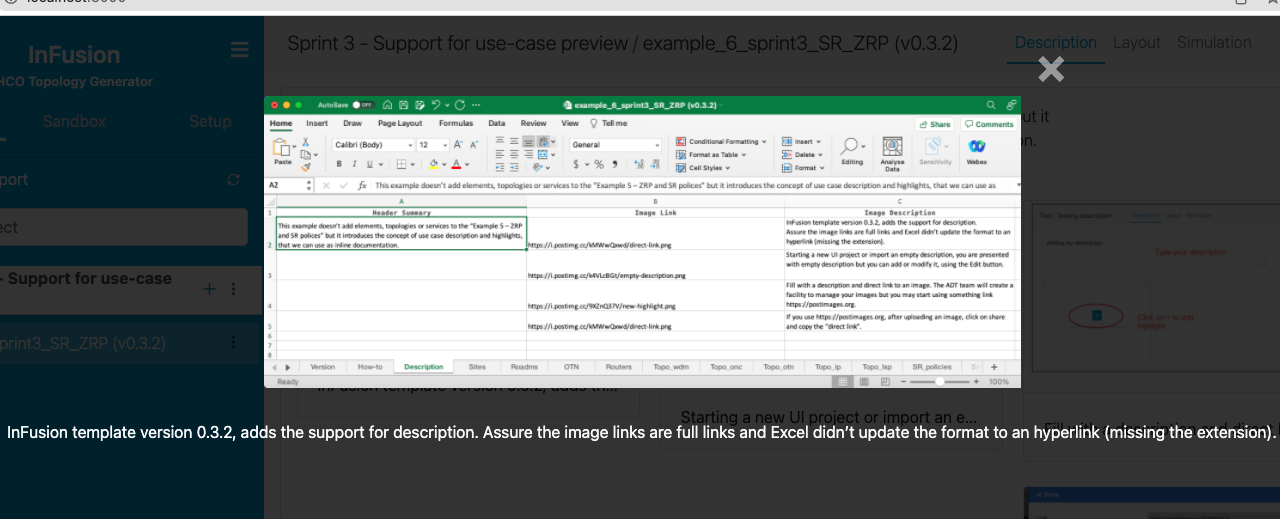 InFusion
HCO Topology Generator
Sandbox
Setup
port
ect
- Support for use-case
print3_SR_ZRP (v0.3.2)
Sprint 3 - Support for use-case preview / example_6_sprint3_SR_ZRP (v0.3.2)
Description Layout Simulation
ut it
on.
AutoSave OFF
example_6_sprint3_SR_ZRP (v0.3.2)
Home Insert Draw Page Layout Formulas Data Review View Tell me
Share Comments
Paste
Calibri (Body) 12
B I U
General
$ %
Conditional Formatting
Format as Table
Cell Styles
Insert
Delete
Format
Editing
Analyse Data
Sensitivity
Webex
A2 fx This example doesn't add elements, topologies or services to the "Example 5 – ZRP and SR polices" but it introduces the concept of use case description and highlights, that we can use as
A B C
1 Header Summary Image Link Image Description
This example doesn't add elements, topologies or services to the "Example 5 – ZRP
and SR polices" but it introduces the concept of use case description and highlights,
that we can use as inline documentation.
2 https://i.postimg.cc/kMWwQxwd/direct-link.png
InFusion template version 0.3.2, adds the support for description.
Assure the image links are full links and Excel didn't update the format to an
hyperlink (missing the extension).
3 https://i.postimg.cc/k4VLcBGt/empty-description.png
Starting a new UI project or import an empty description, you are presented
with empty description but you can add or modify it, using the Edit button.
4 https://i.postimg.cc/9XZnQ37V/new-highlight.png
Fill with a description and direct link to an image. The ADT team will create a
facility to manage your images but you may start using something link
https://postimages.org.
5 https://i.postimg.cc/kMWwQxwd/direct-link.png
If you use https://postimages.org, after uploading an image, click on share
and copy the "direct link".
6
7
8
Version How-to Description Sites Roadms OTN Routers Topo_wdm Topo_onc Topo_otn Topo_ip Topo_lsp SR_policies
Ready
100%
Type your description
Click on + to add
highlight
Starting a new UI project or import an e...
InFusion template version 0.3.2, adds the support for description. Assure the image links are full links and Excel didn't update the format to an hyperlink (missing the extension).
Share